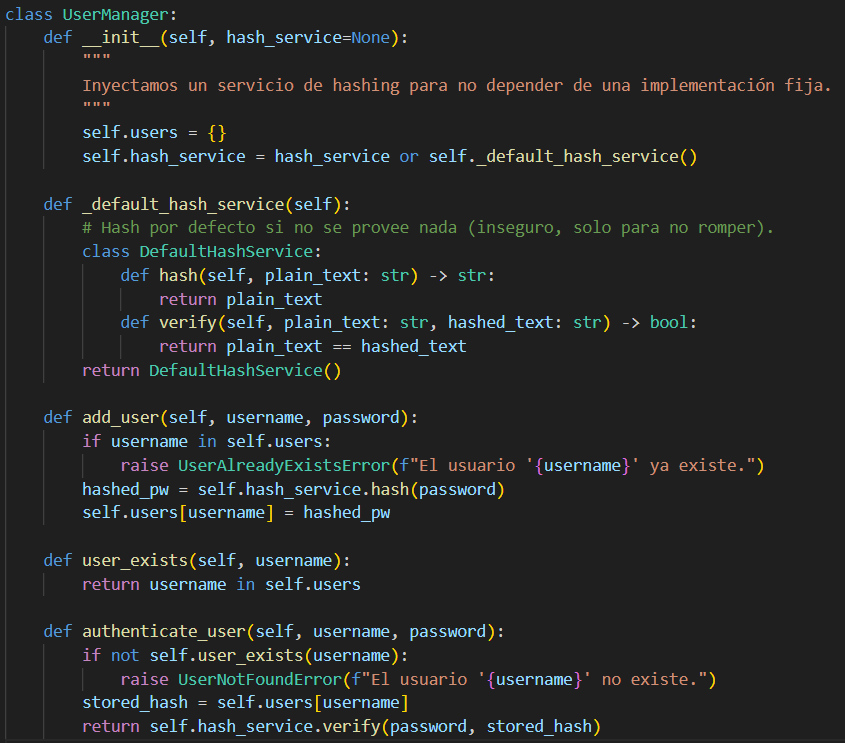 class UserManager:
    def __init__(self, hash_service=None):
        """
        Inyectamos un servicio de hashing para no depender de una implementación fija.
        """
        self.users = {}
        self.hash_service = hash_service or self._default_hash_service()

    def _default_hash_service(self):
        # Hash por defecto si no se provee nada (inseguro, solo para no romper).
        class DefaultHashService:
            def hash(self, plain_text: str) -> str:
                return plain_text
            def verify(self, plain_text: str, hashed_text: str) -> bool:
                return plain_text == hashed_text
        return DefaultHashService()

    def add_user(self, username, password):
        if username in self.users:
            raise UserAlreadyExistsError(f"El usuario '{username}' ya existe.")
        hashed_pw = self.hash_service.hash(password)
        self.users[username] = hashed_pw

    def user_exists(self, username):
        return username in self.users

    def authenticate_user(self, username, password):
        if not self.user_exists(username):
            raise UserNotFoundError(f"El usuario '{username}' no existe.")
        stored_hash = self.users[username]
        return self.hash_service.verify(password, stored_hash)